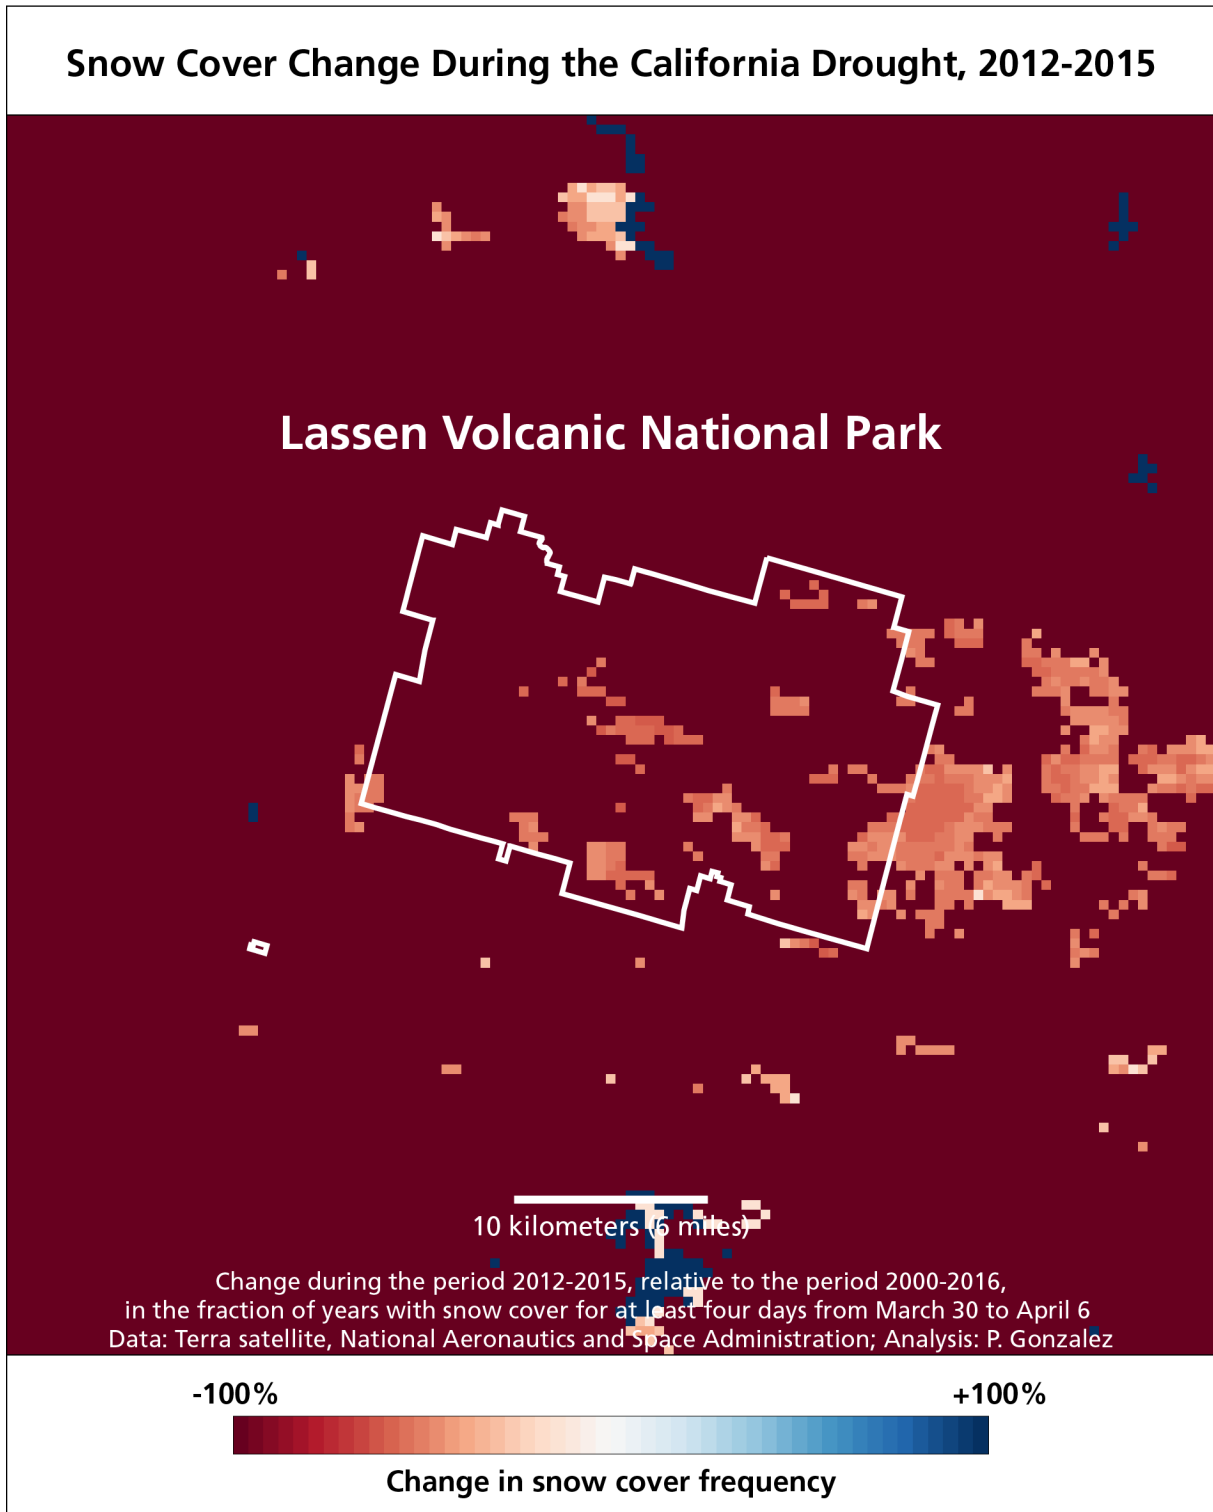 Snow Cover Change During the California Drought, 2012-2015
Lassen Volcanic National Park
10 kilometers (6 miles)
Change during the period 2012-2015, relative to the period 2000-2016,
in the fraction of years with snow cover for at least four days from March 30 to April 6
Data: Terra satellite, National Aeronautics and Space Administration; Analysis: P. Gonzalez
-100% +100%
Change in snow cover frequency